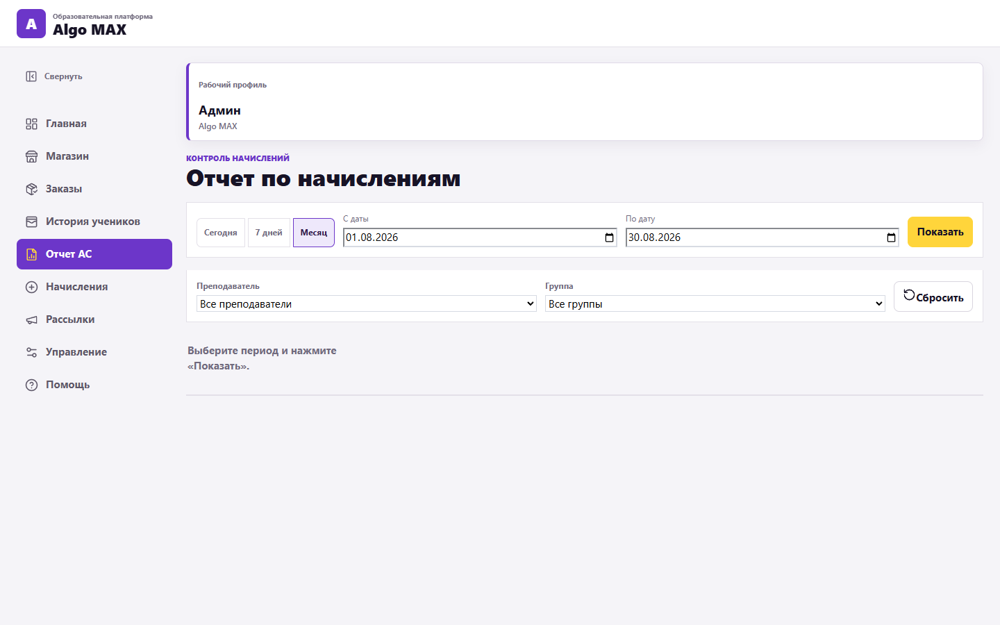 A
Образовательная платформа
Algo MAX
Свернуть
Главная
Магазин
Заказы
История учеников
Отчет АС
Начисления
Рассылки
Управление
Помощь
Рабочий профиль
Админ
Algo MAX
КОНТРОЛЬ НАЧИСЛЕНИЙ
Отчет по начислениям
Сегодня
7 дней
Месяц
С даты
01.08.2026
По дату
30.08.2026
Показать
Преподаватель
Все преподаватели
Группа
Все группы
Сбросить
Выберите период и нажмите
«Показать».